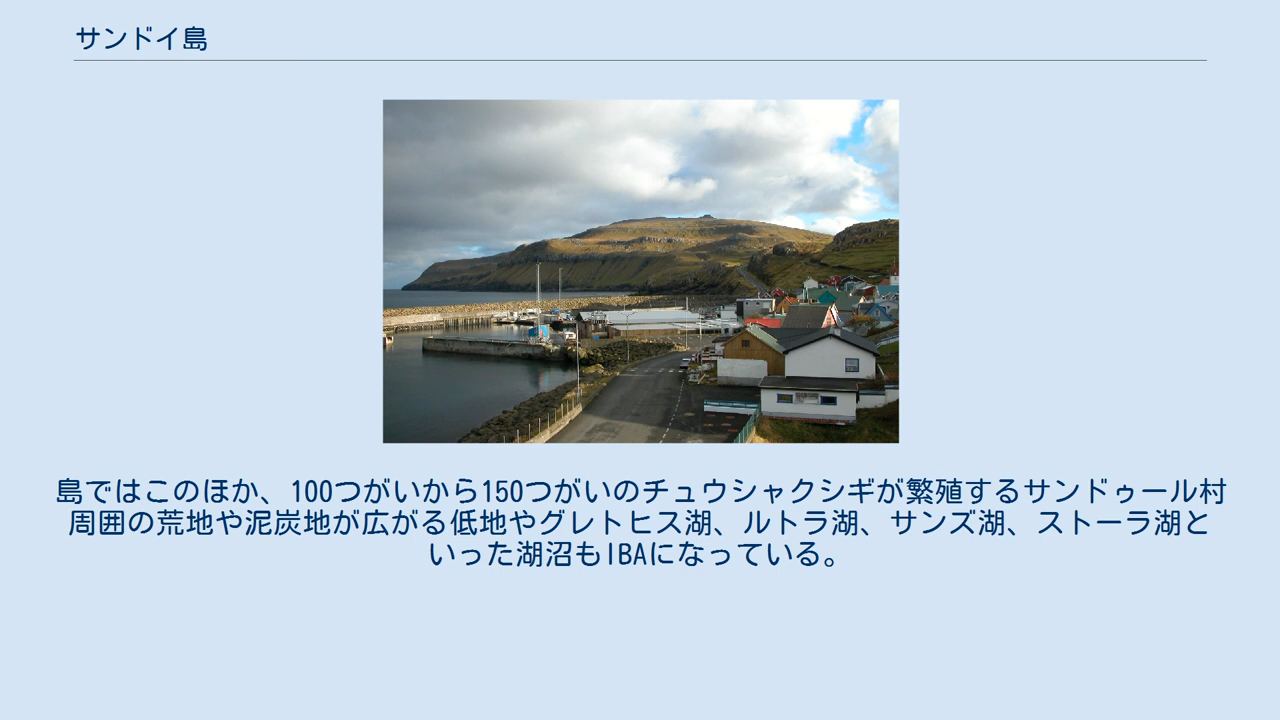 サンドイ島
島ではこのほか、100つがいから150つがいのチュウシャクシギが繁殖するサンドゥール村
周囲の荒地や泥炭地が広がる低地やグレトヒス湖、ルトラ湖、サンズ湖、ストーラ湖と
いった湖沼もIBAになっている。